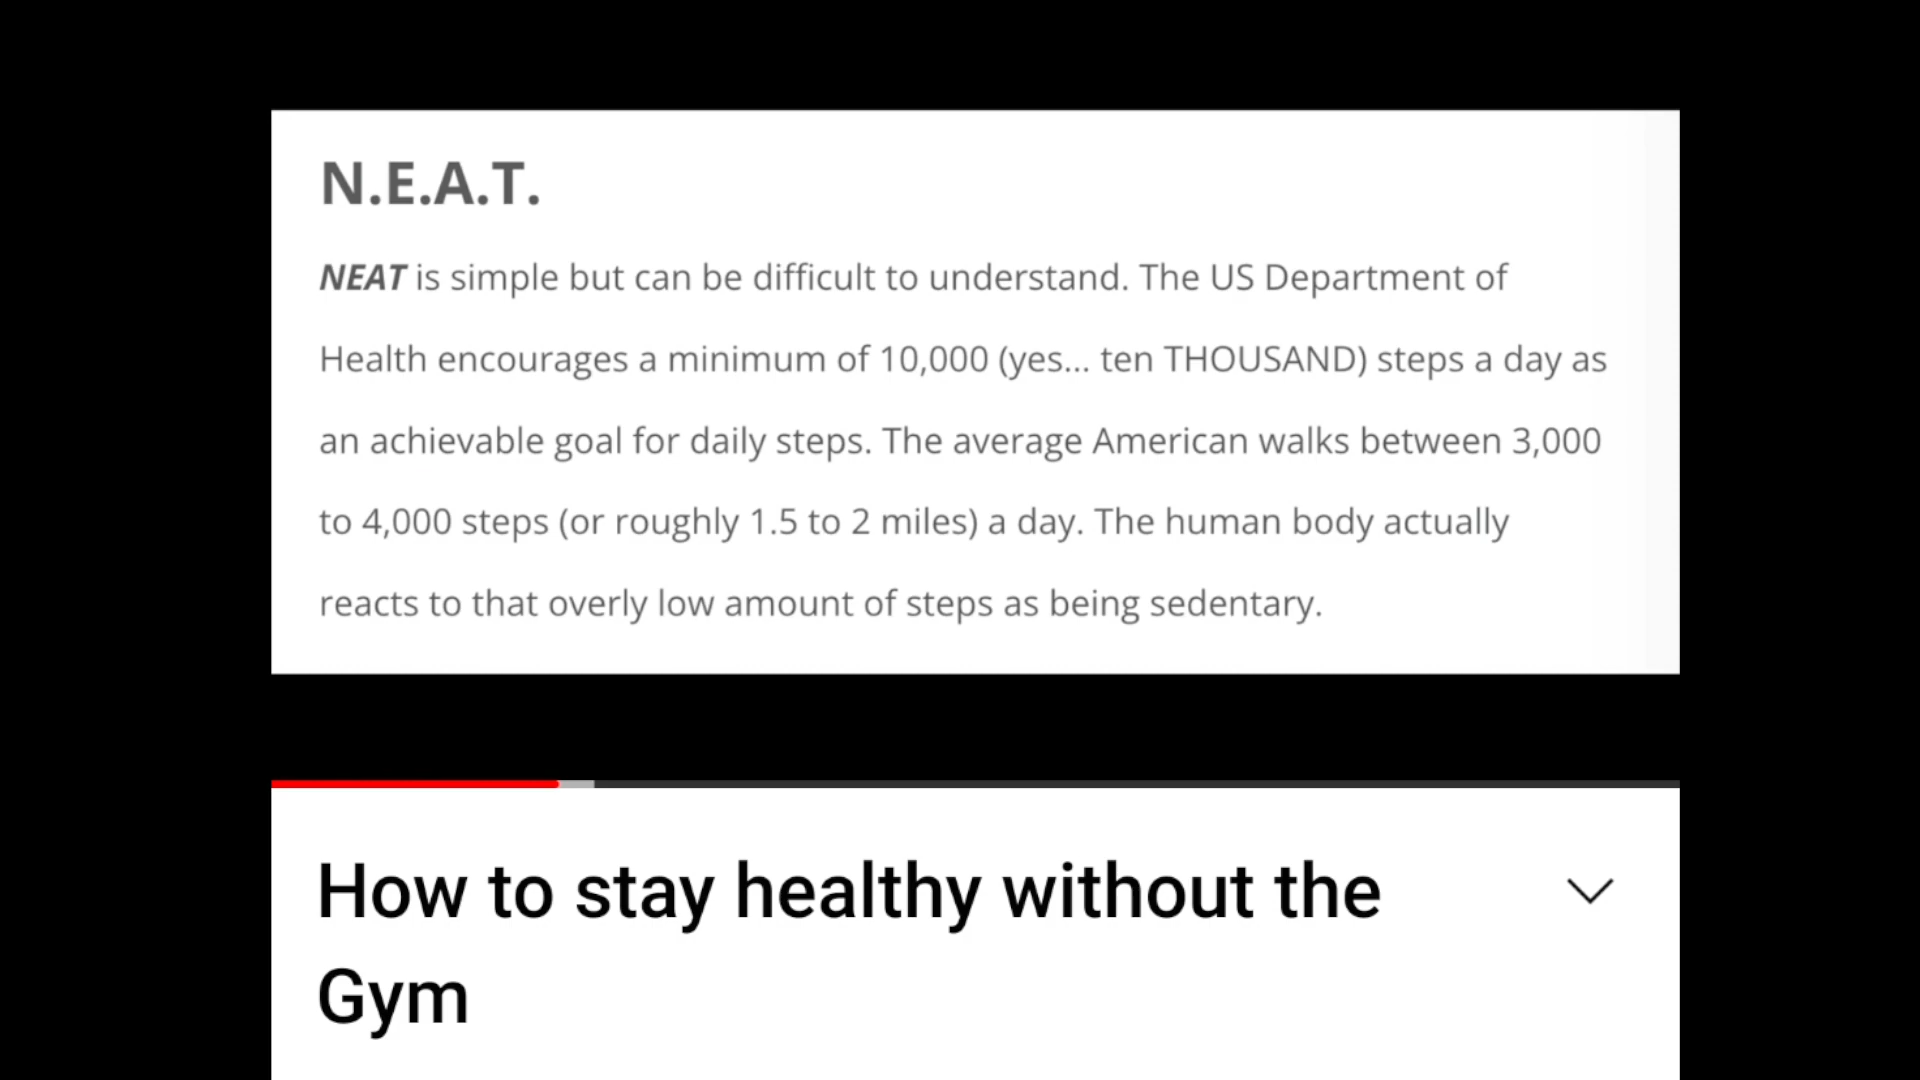 N.E.A.T.
NEAT is simple but can be difficult to understand. The US Department of
Health encourages a minimum of 10,000 (yes... ten THOUSAND) steps a day as
an achievable goal for daily steps. The average American walks between 3,000
to 4,000 steps (or roughly 1.5 to 2 miles) a day. The human body actually
reacts to that overly low amount of steps as being sedentary.
How to stay healthy without the
Gym